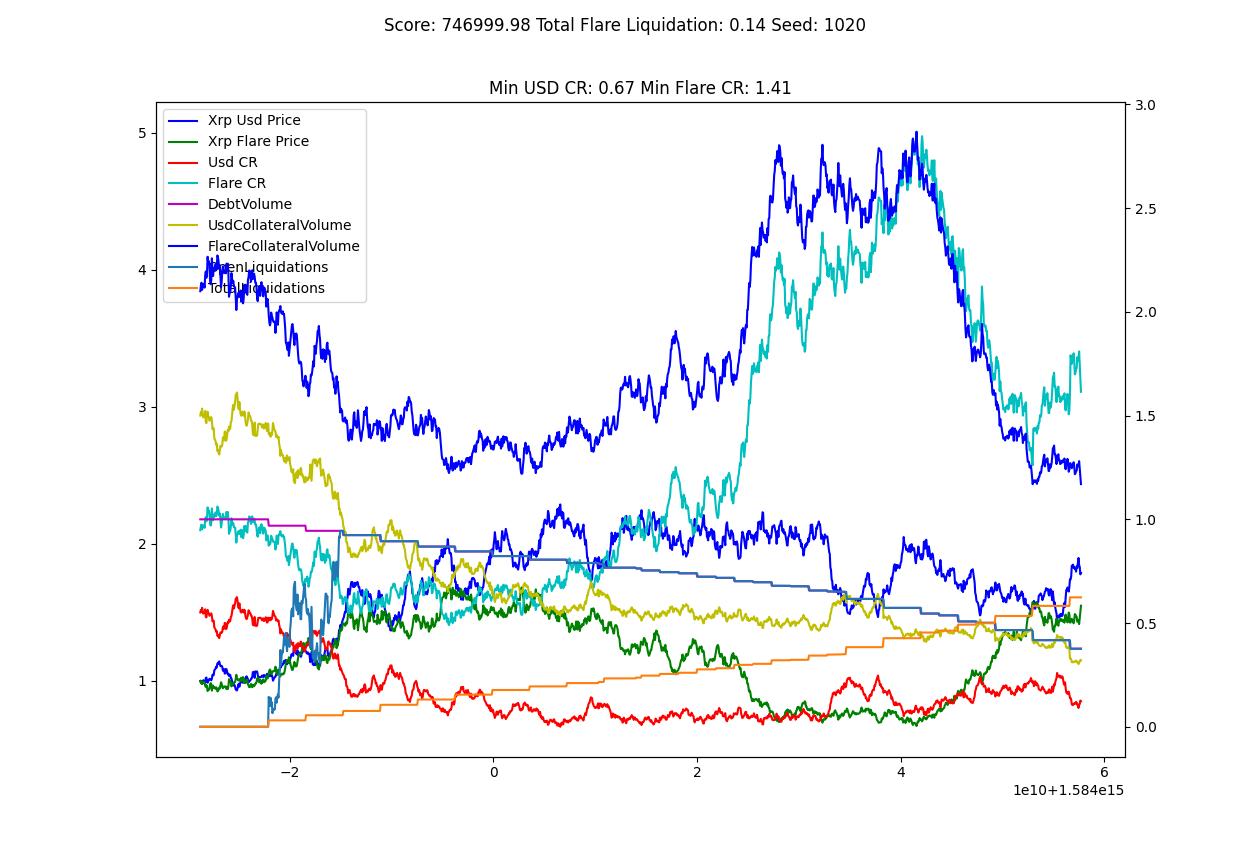 Score: 746999.98 Total Flare Liquidation: 0.14 Seed: 1020
Min USD CR: 0.67 Min Flare CR: 1.41
Xrp Usd Price
Xrp Flare Price
Usd CR
Flare CR
DebtVolume
UsdCollateralVolume
FlareCollateralVolume
OpenLiquidations
TotalLiquidations
5
4
3
2
1
3.0
2.5
2.0
1.5
1.0
0.5
0.0
−2
0
2
4
6
1e10+1.584e15